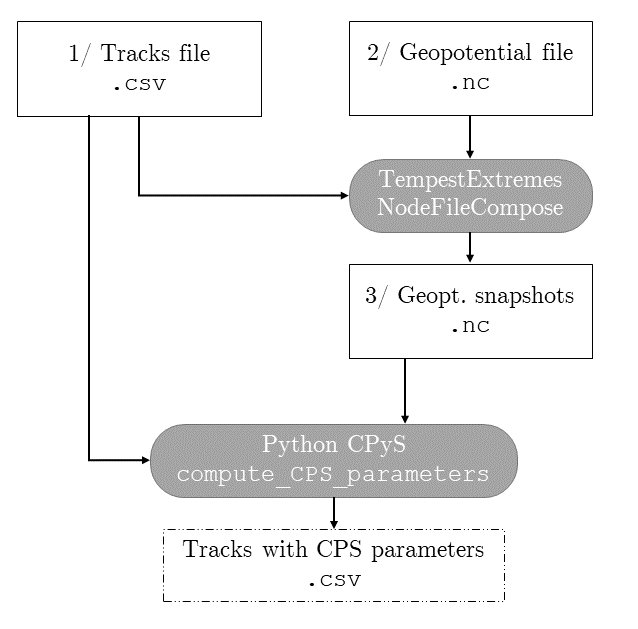 1/ Tracks file
.csv
2/ Geopotential file
.nc
TempestExtremes
NodeFileCompose
3/ Geopt. snapshots
.nc
Python CPyS
compute_CPS_parameters
Tracks with CPS parameters
.csv